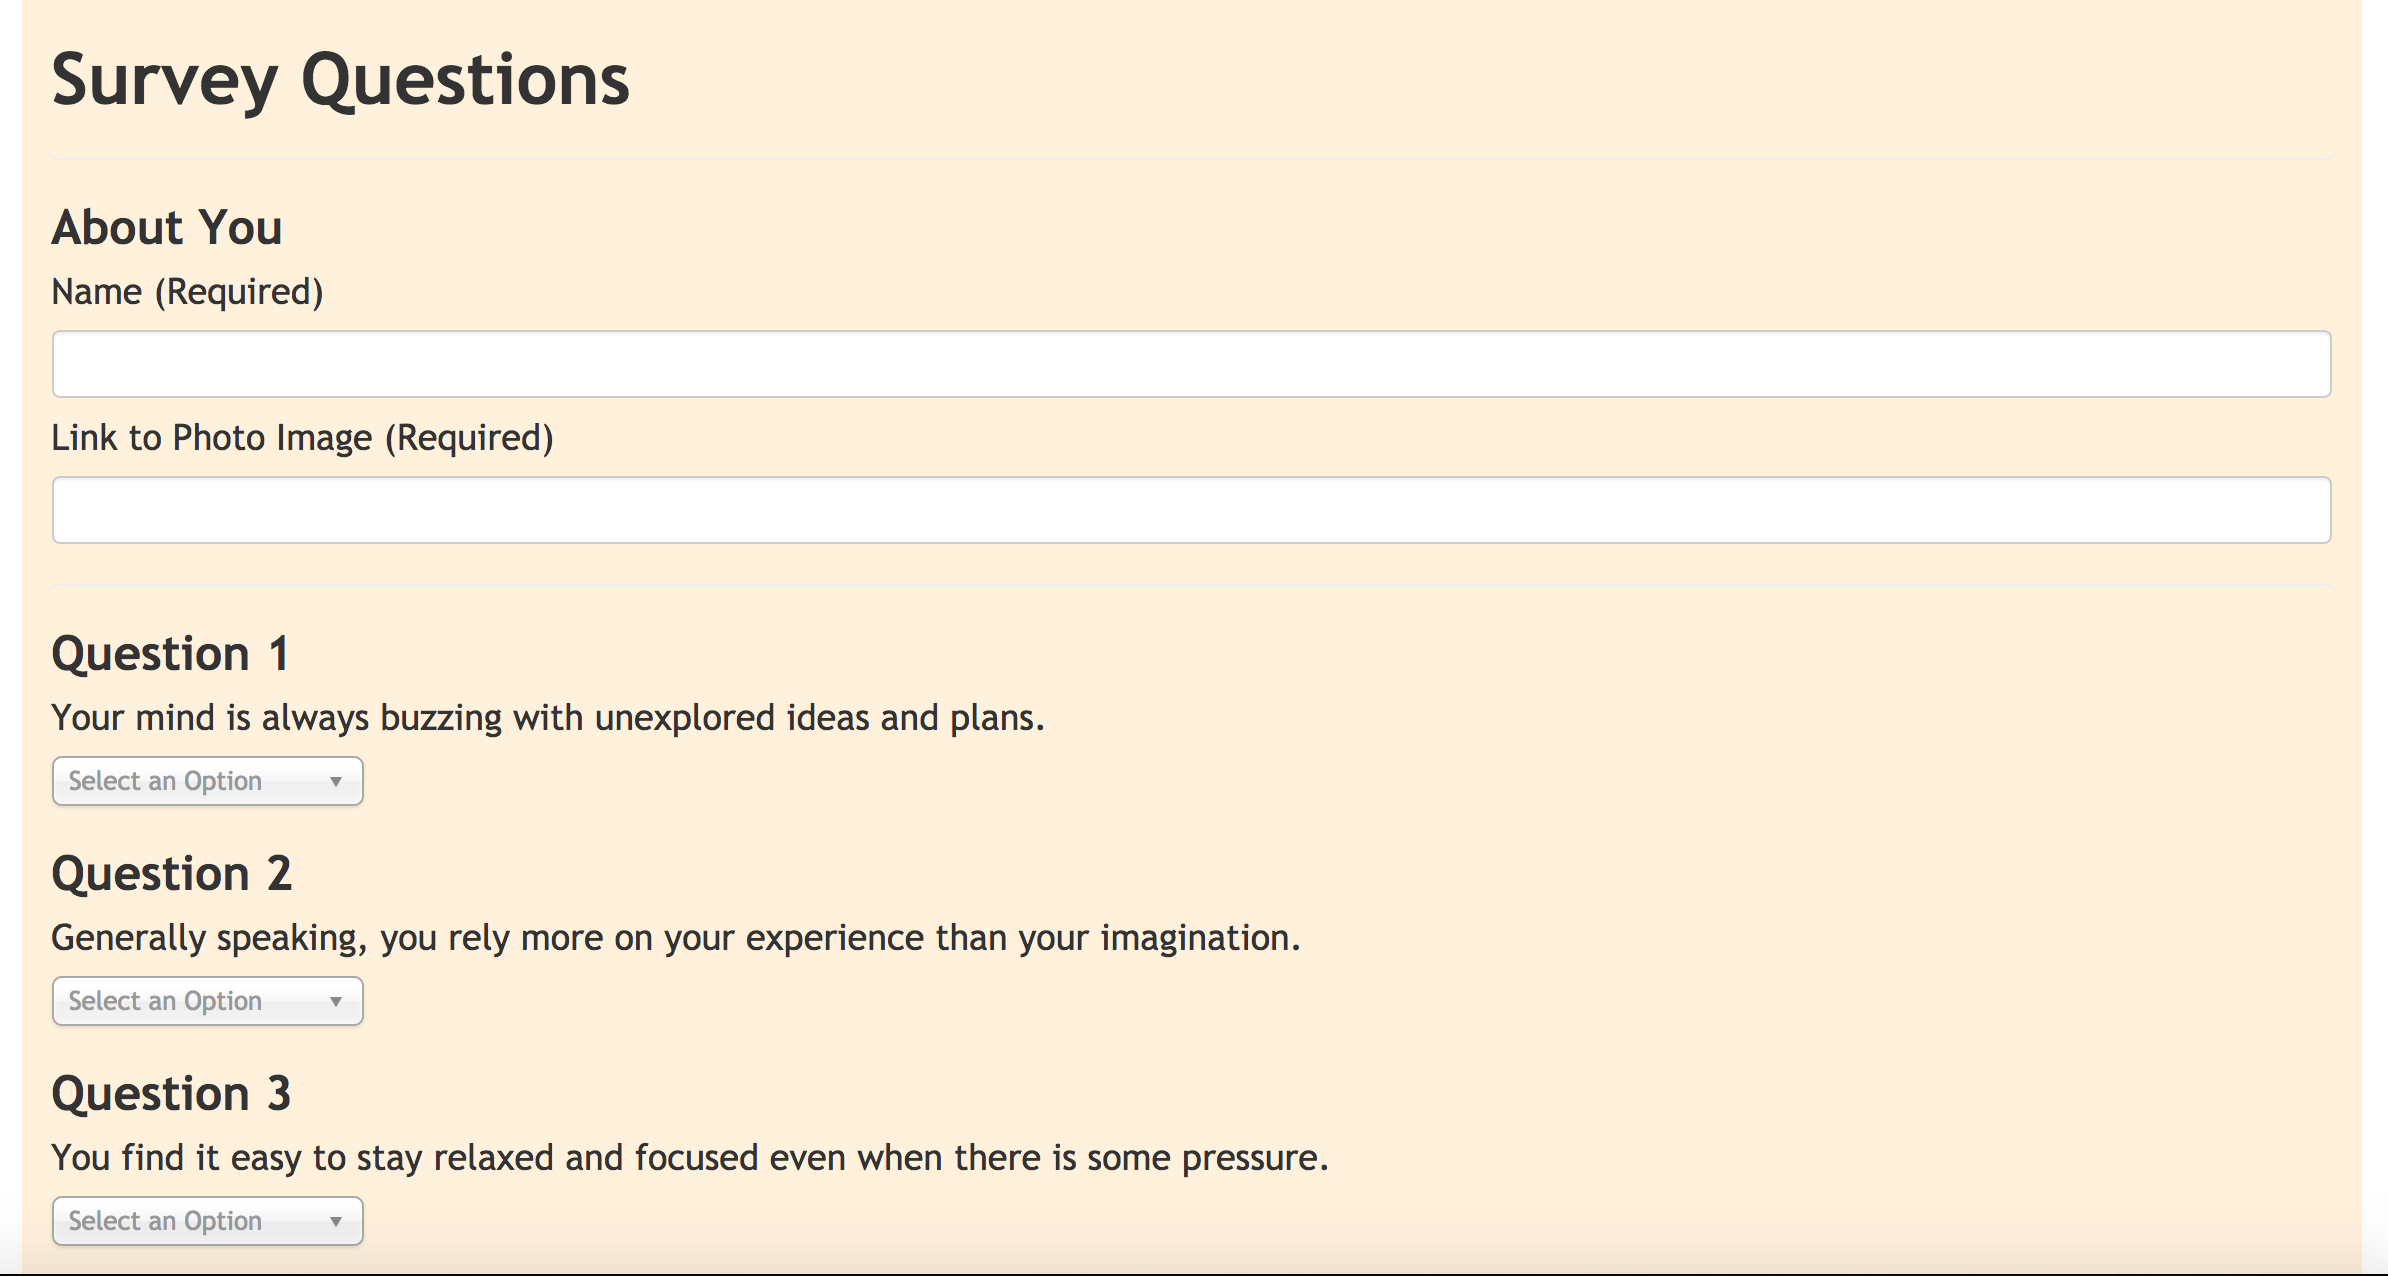 Survey Questions
About You
Name (Required)
Link to Photo Image (Required)
Question 1
Your mind is always buzzing with unexplored ideas and plans.
Select an Option
Question 2
Generally speaking, you rely more on your experience than your imagination.
Select an Option
Question 3
You find it easy to stay relaxed and focused even when there is some pressure.
Select an Option